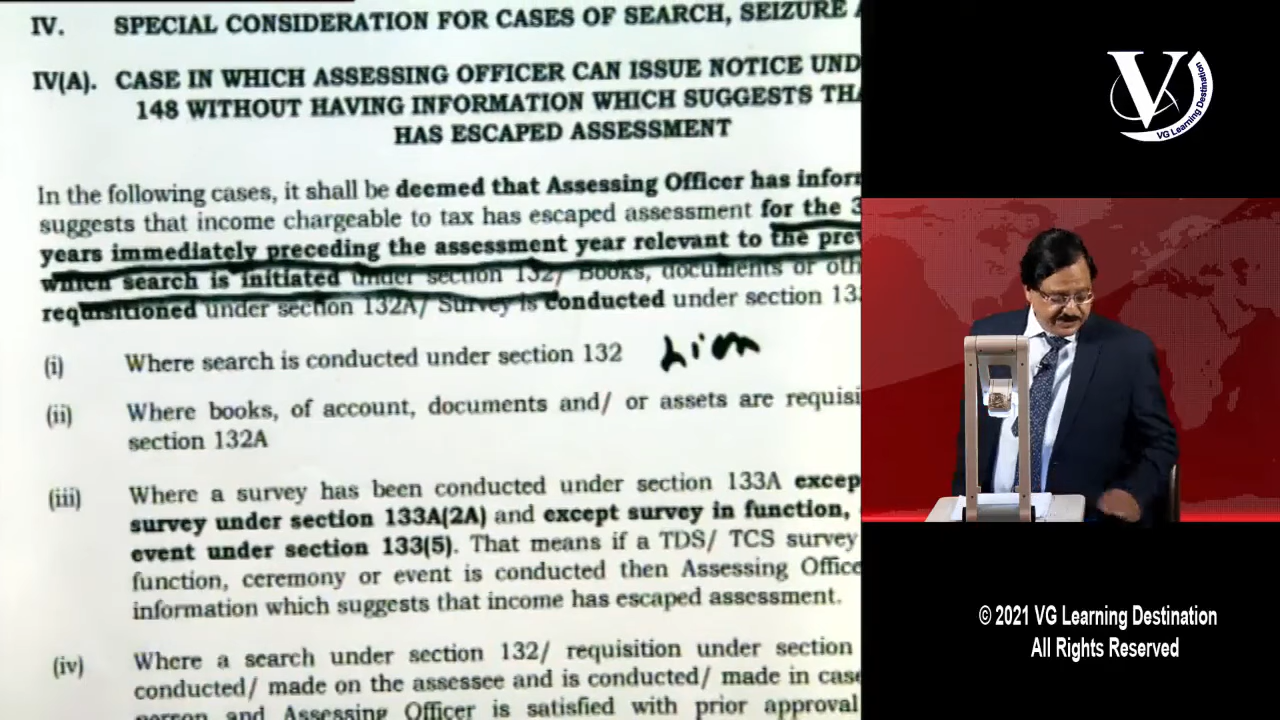 IV. SPECIAL CONSIDERATION FOR CASES OF SEARCH, SEIZURE
IV(A). CASE IN WHICH ASSESSING OFFICER CAN ISSUE NOTICE UND
148 WITHOUT HAVING INFORMATION WHICH SUGGESTS THA
HAS ESCAPED ASSESSMENT
In the following cases, it shall be deemed that Assessing Officer has inform
suggests that income chargeable to tax has escaped assessment for the 3
years immediately preceding the assessment year relevant to the prev
which search is initiated under section 132/ Books, documents or oth
requisitioned under section 132A/ Survey is conducted under section 133
(i) Where search is conducted under section 132 him
(ii) Where books, of account, documents and/ or assets are requisi
section 132A
(iii) Where a survey has been conducted under section 133A excep
survey under section 133A(2A) and except survey in function,
event under section 133(5). That means if a TDS/ TCS survey
function, ceremony or event is conducted then Assessing Office
information which suggests that income has escaped assessment.
(iv) Where a search under section 132/ requisition under section
conducted/ made on the assessee and is conducted/ made in case
person and Assessing Officer is satisfied with prior approval
V
VG Learning Destination
© 2021 VG Learning Destination
All Rights Reserved